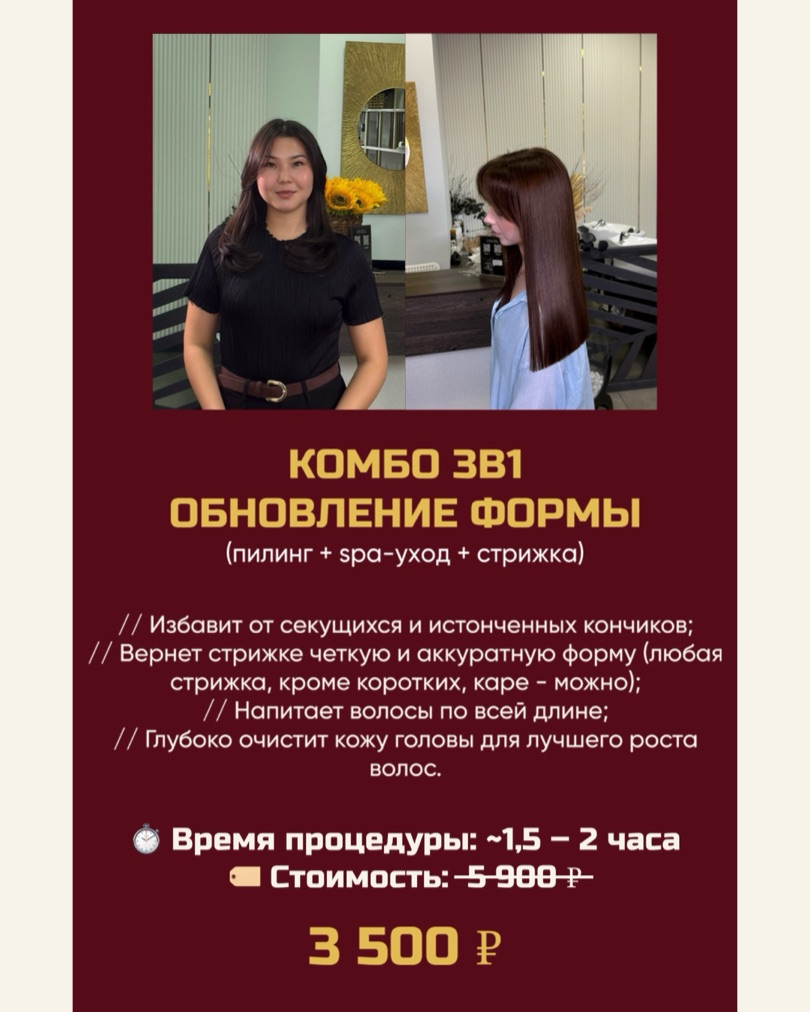 КОМБО 3В1
ОБНОВЛЕНИЕ ФОРМЫ
(пилинг + spa-уход + стрижка)
// Избавит от секущихся и истонченных кончиков;
// Вернет стрижке четкую и аккуратную форму (любая
стрижка, кроме коротких, каре - можно);
// Напитает волосы по всей длине;
// Глубоко очистит кожу головы для лучшего роста
волос.
⏱ Время процедуры: ~1,5 – 2 часа
🏷 Стоимость: 5 900 ₽
3 500 ₽